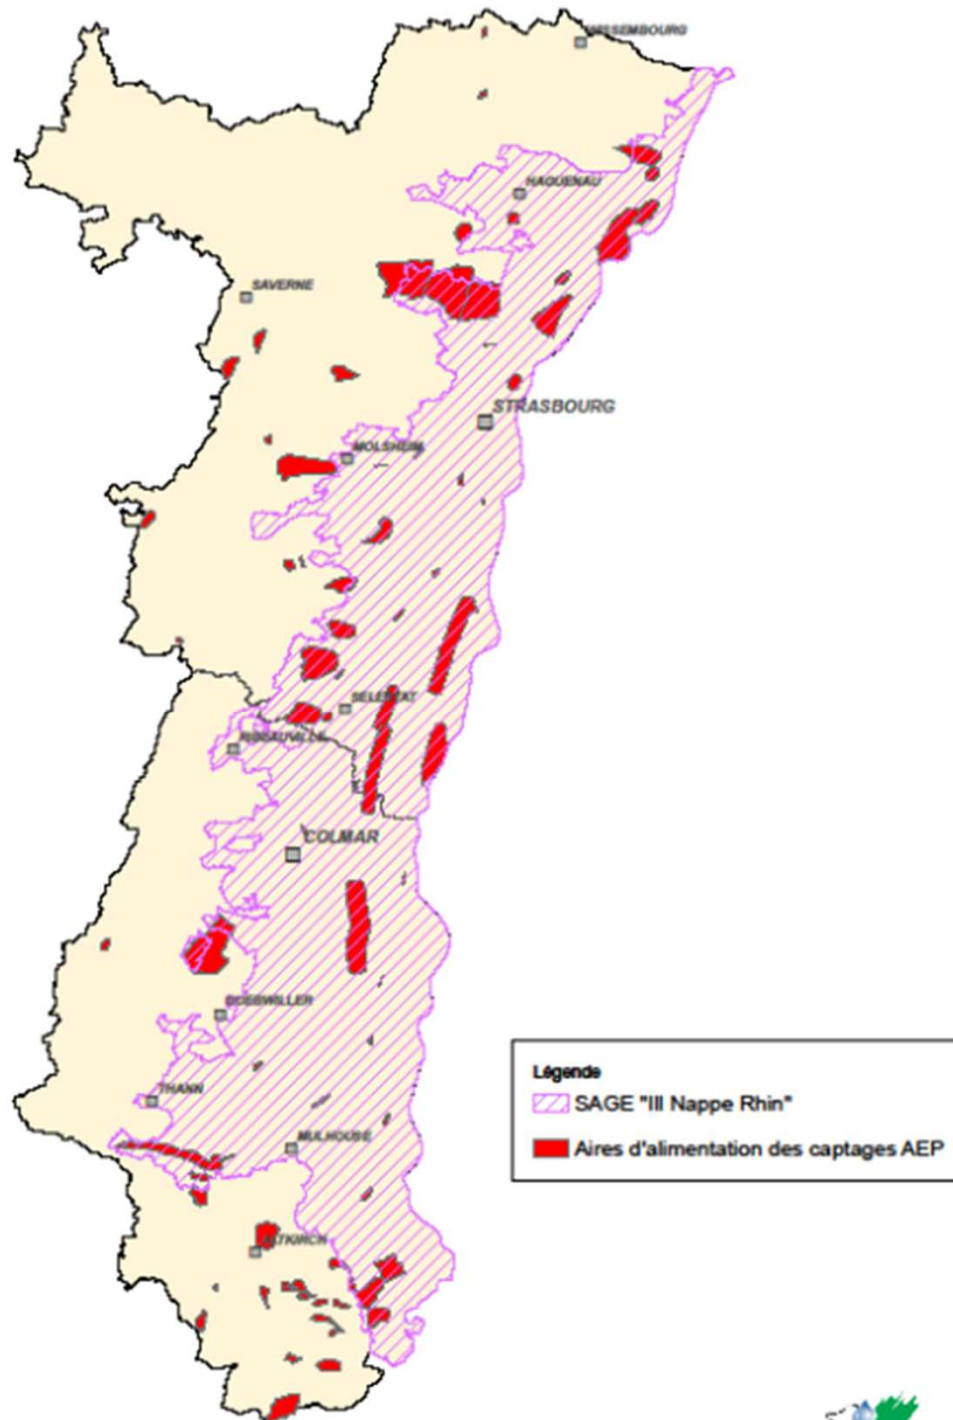 WISSEMBOURG
HAGUENAU
SAVERNE
STRASBOURG
MOLSHEIM
SELESTAT
RIBEAUVILLE
COLMAR
GUEBWILLER
THANN
MULHOUSE
ALTKIRCH
Légende
SAGE "Ill Nappe Rhin"
Aires d'alimentation des captages AEP